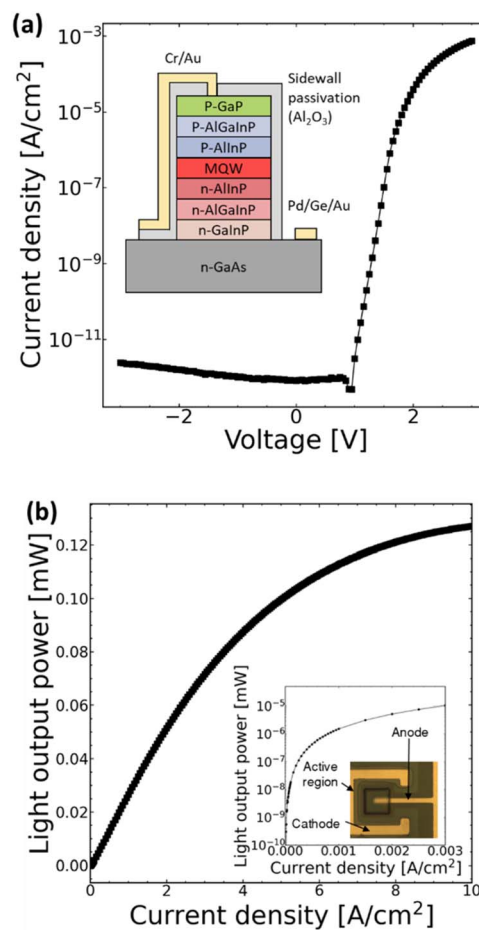 (a)
10⁻³
10⁻⁵
10⁻⁷
10⁻⁹
10⁻¹¹
Current density [A/cm²]
Cr/Au
Sidewall
passivation
(Al₂O₃)
P-GaP
P-AlGaInP
P-AlInP
MQW
n-AlInP
n-AlGaInP
n-GaInP
Pd/Ge/Au
n-GaAs
−2
0
2
Voltage [V]
(b)
0.12
0.10
0.08
0.06
0.04
0.02
0.00
Light output power [mW]
10⁻⁵
10⁻⁶
10⁻⁷
10⁻⁸
10⁻⁹
10⁻¹⁰
Light output power [mW]
Anode
Active
region
Cathode
0.000
0.001
0.002
0.003
Current density [A/cm²]
0
2
4
6
8
10
Current density [A/cm²]